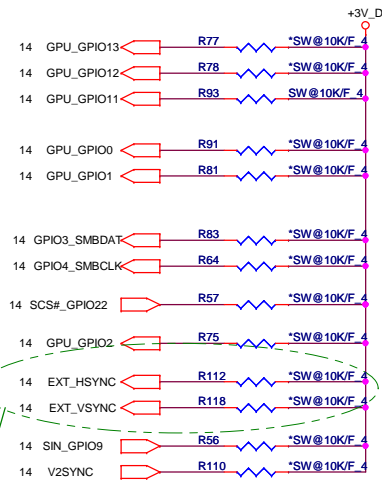 +3V_D
14 GPU_GPIO13 R77 *SW@10K/F_4
14 GPU_GPIO12 R78 *SW@10K/F_4
14 GPU_GPIO11 R93 SW@10K/F_4
14 GPU_GPIO0 R91 *SW@10K/F_4
14 GPU_GPIO1 R81 *SW@10K/F_4
14 GPIO3_SMBDAT R83 *SW@10K/F_4
14 GPIO4_SMBCLK R64 *SW@10K/F_4
14 SCS#_GPIO22 R57 *SW@10K/F_4
14 GPU_GPIO2 R75 *SW@10K/F_4
14 EXT_HSYNC R112 *SW@10K/F_4
14 EXT_VSYNC R118 *SW@10K/F_4
14 SIN_GPIO9 R56 *SW@10K/F_4
14 V2SYNC R110 *SW@10K/F_4